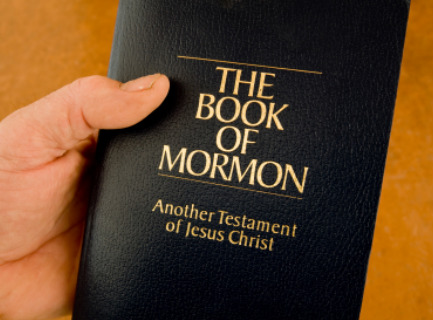 THE
BOOK
OF
MORMON
Another Testament
of Jesus Christ